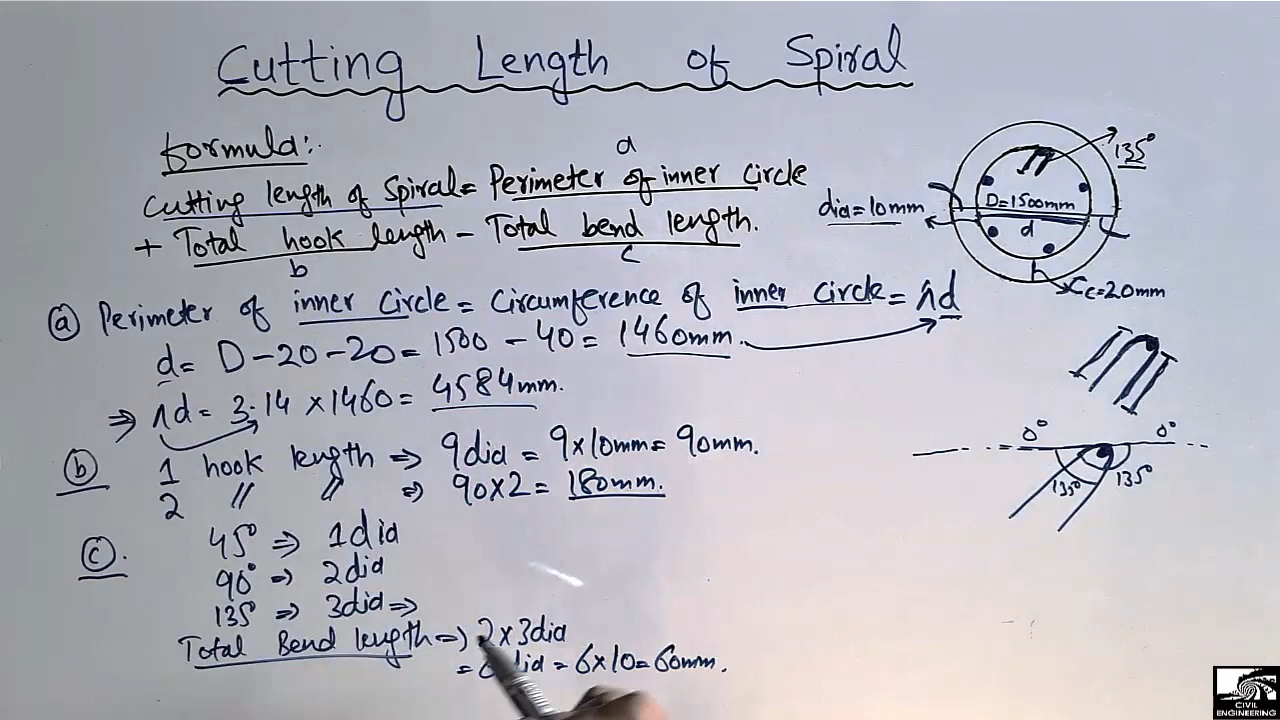 Cutting Length of Spiral
formula:.
a
Cutting length of Spiral = Perimeter of inner circle
+ Total hook length - Total bend length.
b
c
135°
dia = 10mm
D=1500mm
d
Cc=20mm
ⓐ Perimeter of inner circle = Circumference of inner circle = πd
d = D - 20 - 20 = 1500 - 40 = 1460mm.
⇒ πd = 3.14 × 1460 = 4584mm.
ⓑ 1 hook length ⇒ 9dia = 9×10mm = 90mm.
2 〃 〃 ⇒ 90×2 = 180mm.
0° 0°
135° 135°
ⓒ. 45° ⇒ 1dia
90° ⇒ 2dia
135° ⇒ 3dia ⇒
Total Bend length ⇒ 2 × 3dia
= 6dia = 6×10 = 60mm.
CIVIL
ENGINEERING